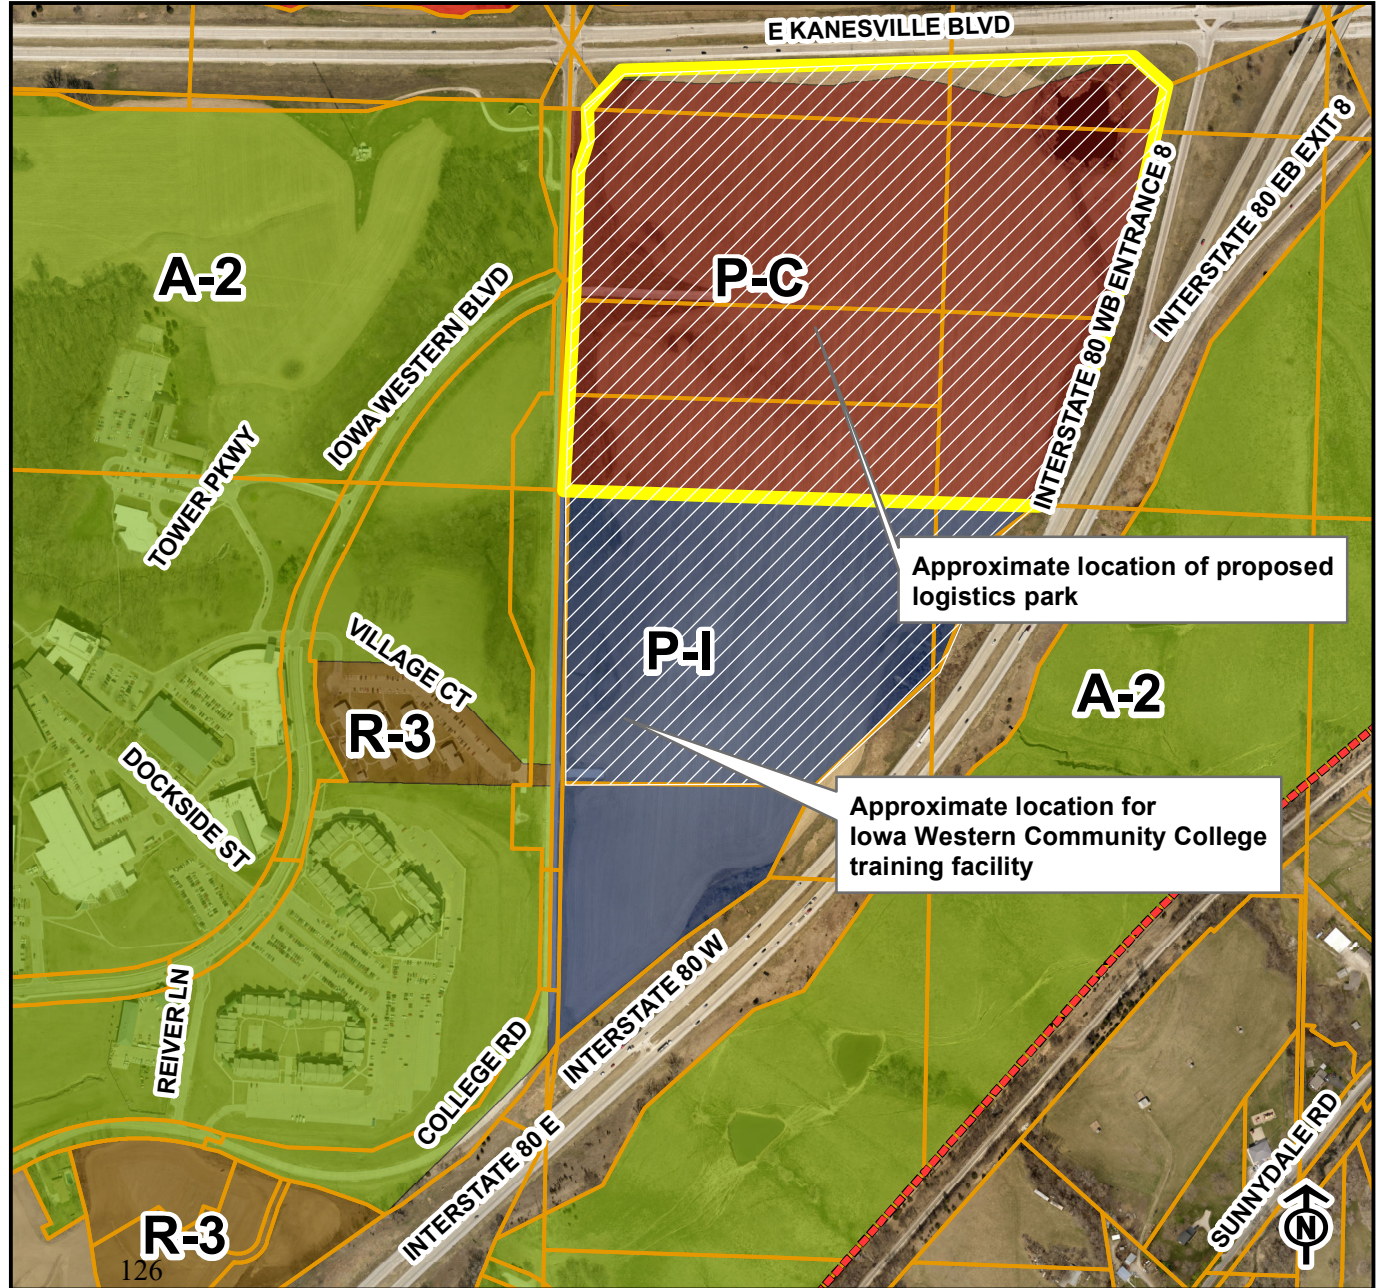 E KANESVILLE BLVD
INTERSTATE 80 EB EXIT 8
INTERSTATE 80 WB ENTRANCE 8
A-2
P-C
IOWA WESTERN BLVD
TOWER PKWY
Approximate location of proposed
logistics park
VILLAGE CT
P-I
A-2
R-3
DOCKSIDE ST
Approximate location for
Iowa Western Community College
training facility
INTERSTATE 80 W
REIVER LN
COLLEGE RD
INTERSTATE 80 E
SUNNYDALE RD
N
R-3
126